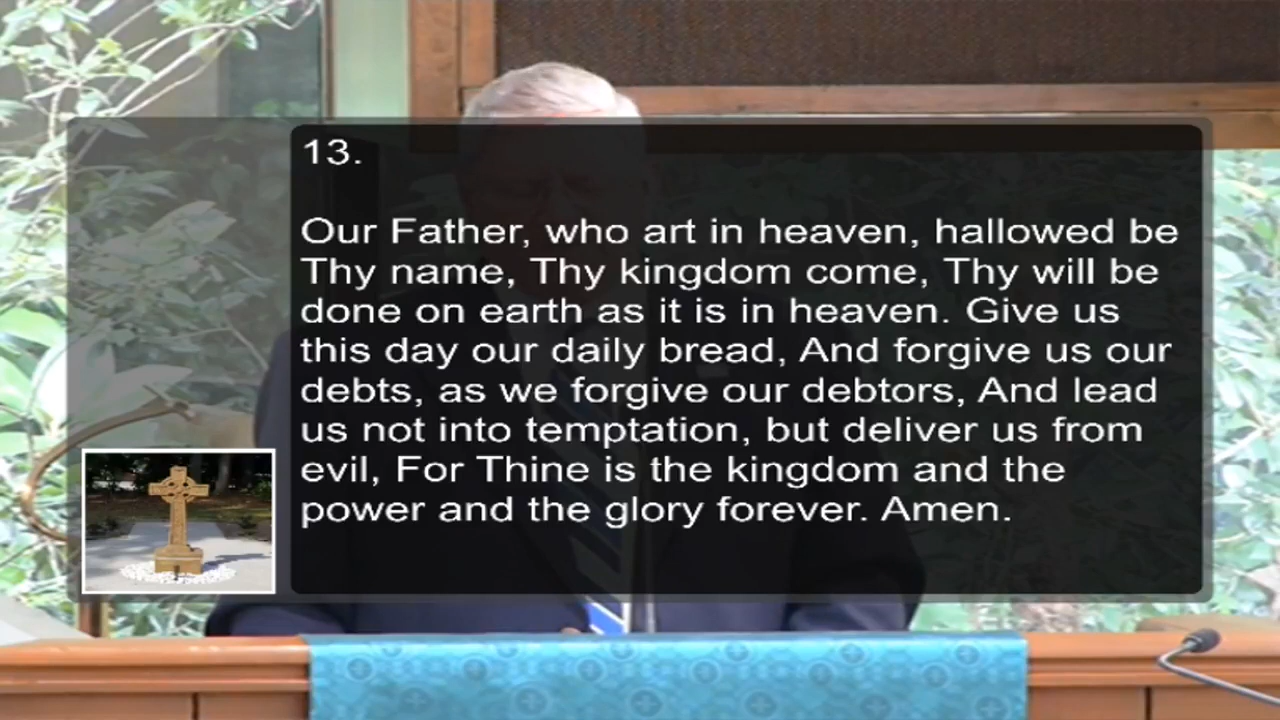 13.
Our Father, who art in heaven, hallowed be
Thy name, Thy kingdom come, Thy will be
done on earth as it is in heaven. Give us
this day our daily bread, And forgive us our
debts, as we forgive our debtors, And lead
us not into temptation, but deliver us from
evil, For Thine is the kingdom and the
power and the glory forever. Amen.